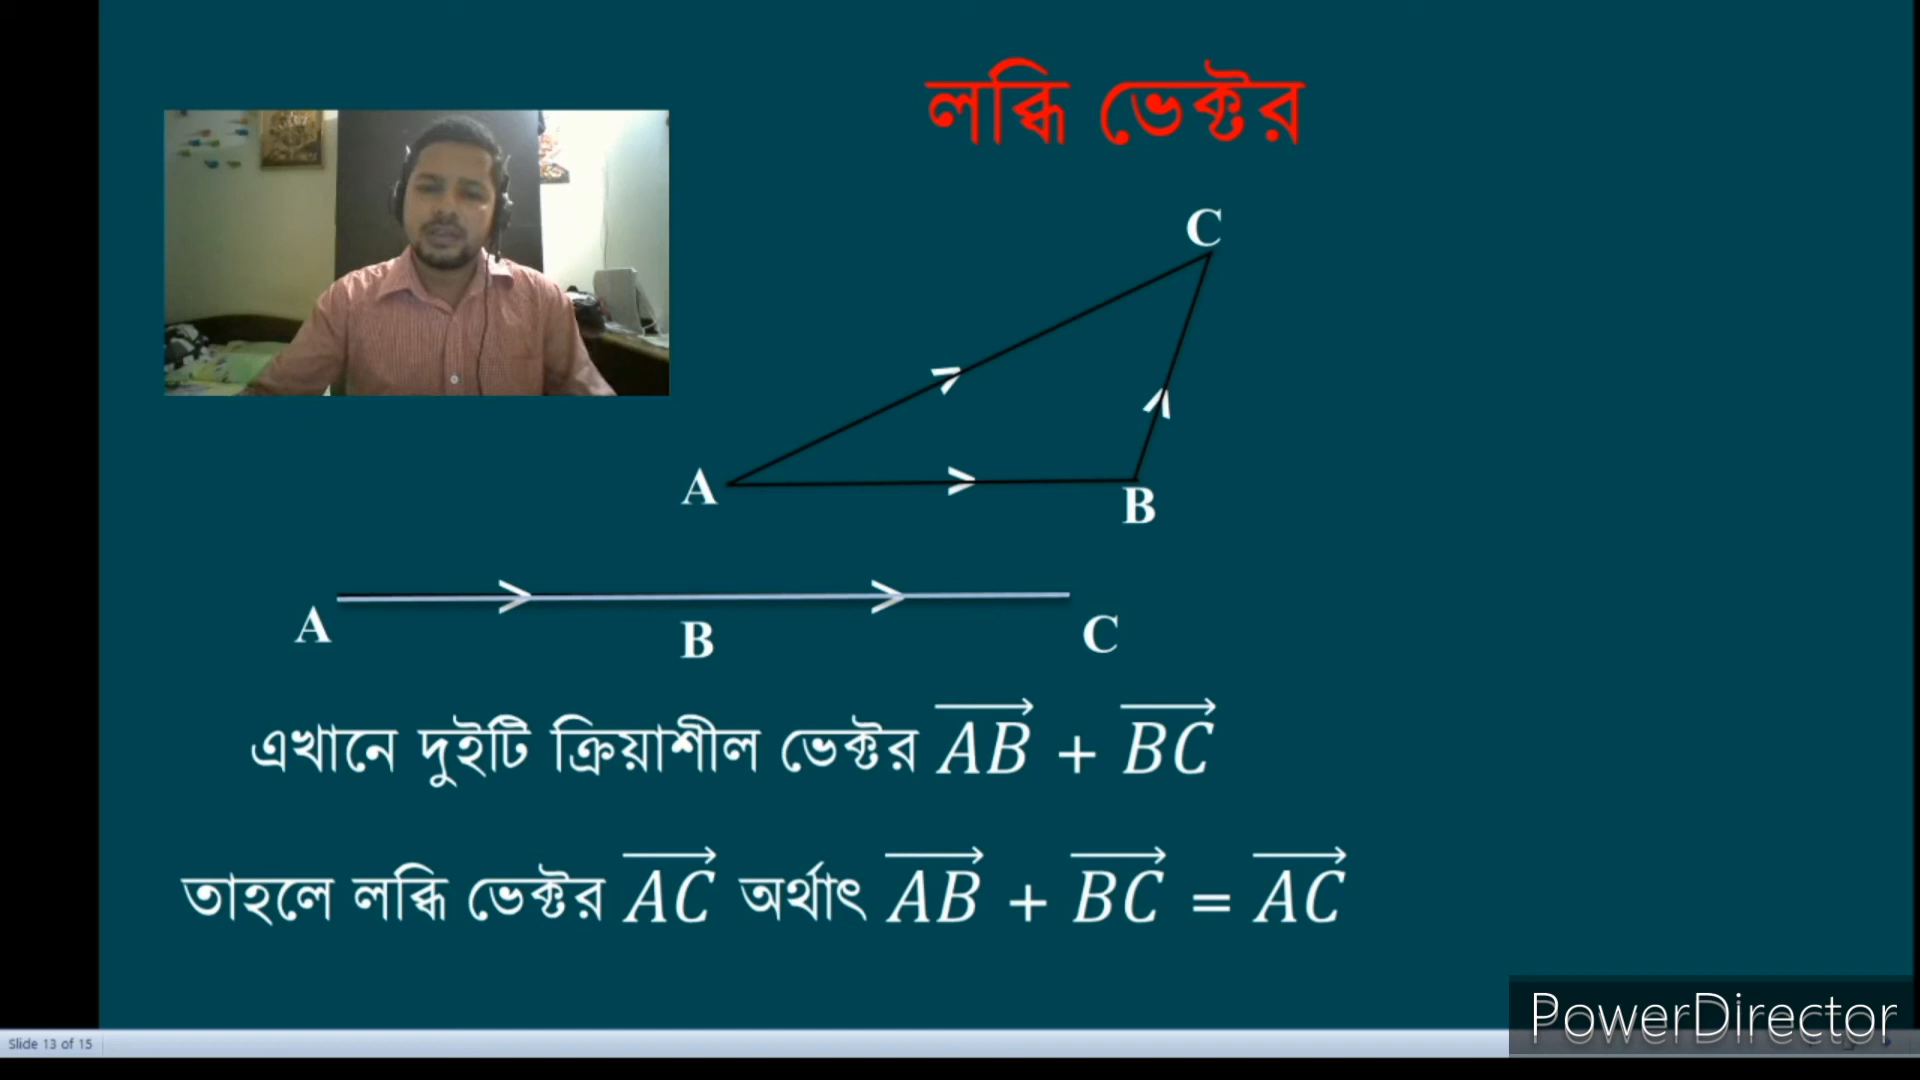 লব্ধি ভেক্টর
C
A
B
A
B
C
এখানে দুইটি ক্রিয়াশীল ভেক্টর $\overrightarrow{AB}$ + $\overrightarrow{BC}$
তাহলে লব্ধি ভেক্টর $\overrightarrow{AC}$ অর্থাৎ $\overrightarrow{AB}$ + $\overrightarrow{BC}$ = $\overrightarrow{AC}$
PowerDirector
Slide 13 of 15